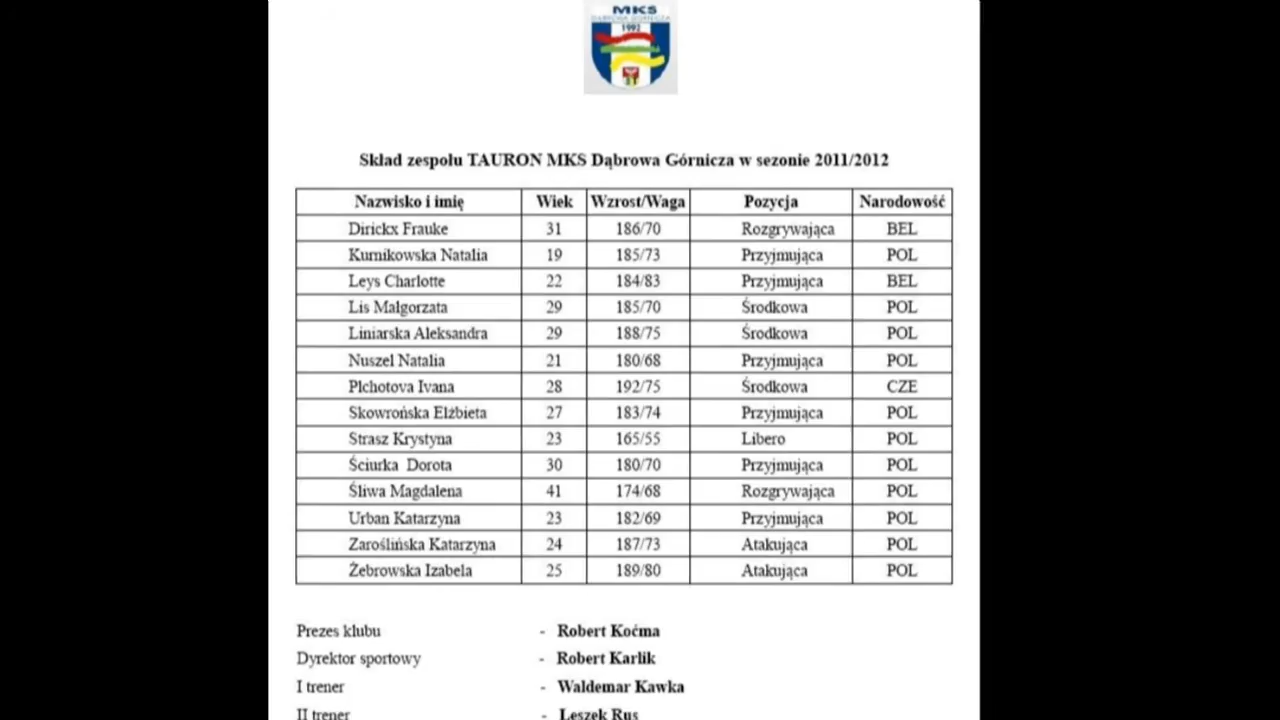 MKS
DĄBROWA GÓRNICZA
1992
Skład zespołu TAURON MKS Dąbrowa Górnicza w sezonie 2011/2012
Nazwisko i imię Wiek Wzrost/Waga Pozycja Narodowość
Dirickx Frauke 31 186/70 Rozgrywająca BEL
Kurnikowska Natalia 19 185/73 Przyjmująca POL
Leys Charlotte 22 184/83 Przyjmująca BEL
Lis Małgorzata 29 185/70 Środkowa POL
Liniarska Aleksandra 29 188/75 Środkowa POL
Nuszel Natalia 21 180/68 Przyjmująca POL
Plchotova Ivana 28 192/75 Środkowa CZE
Skowrońska Elżbieta 27 183/74 Przyjmująca POL
Strasz Krystyna 23 165/55 Libero POL
Ściurka Dorota 30 180/70 Przyjmująca POL
Śliwa Magdalena 41 174/68 Rozgrywająca POL
Urban Katarzyna 23 182/69 Przyjmująca POL
Zaroślińska Katarzyna 24 187/73 Atakująca POL
Żebrowska Izabela 25 189/80 Atakująca POL
Prezes klubu - Robert Koćma
Dyrektor sportowy - Robert Karlik
I trener - Waldemar Kawka
II trener - Leszek Rus